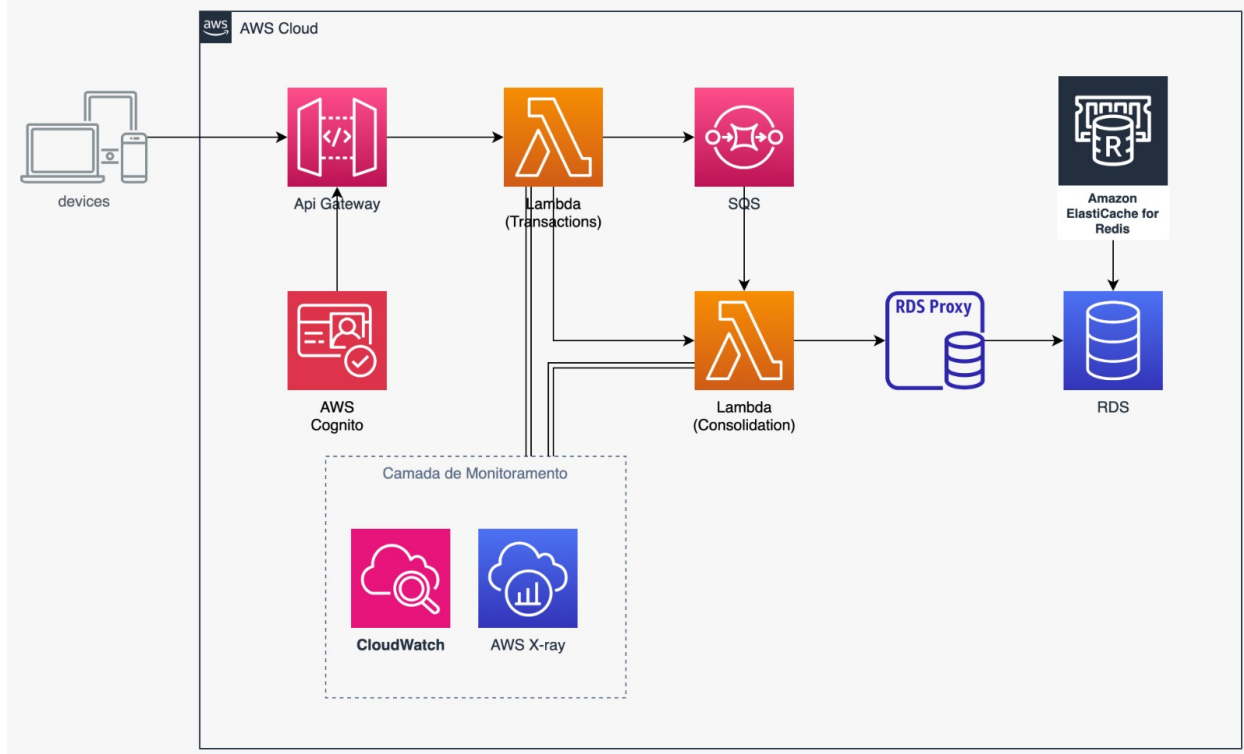 aws
AWS Cloud
devices
Api Gateway
Lambda
(Transactions)
SQS
R
Amazon
ElastiCache for
Redis
AWS
Cognito
Lambda
(Consolidation)
RDS Proxy
RDS
Camada de Monitoramento
CloudWatch
AWS X-ray